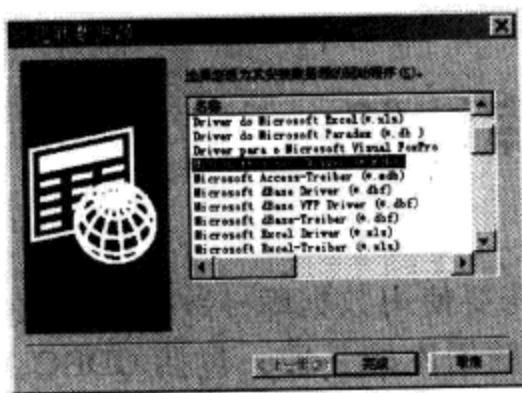 选择您想为其安装数据源的驱动程序(S)。
名称
Driver do Microsoft Excel(*.xls)
Driver do Microsoft Paradox (*.db )
Driver para o Microsoft Visual FoxPro
Microsoft Access-Treiber (*.mdb)
Microsoft dBase Driver (*.dbf)
Microsoft dBase VFP Driver (*.dbf)
Microsoft dBase-Treiber (*.dbf)
Microsoft Excel Driver (*.xls)
Microsoft Excel-Treiber (*.xls)
完成
取消